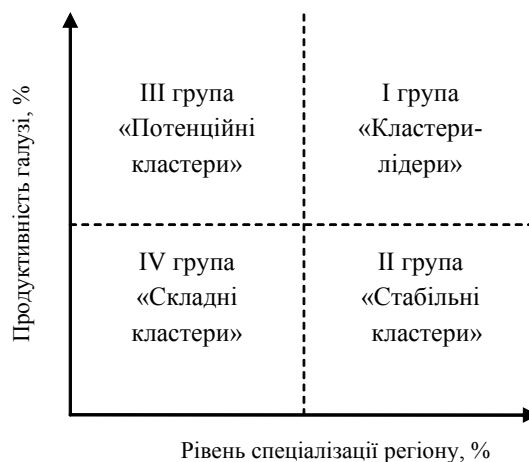 Продуктивність галузі, %
III група
«Потенційні
кластери»
I група
«Кластери-
лідери»
IV група
«Складні
кластери»
II група
«Стабільні
кластери»
Рівень спеціалізації регіону, %